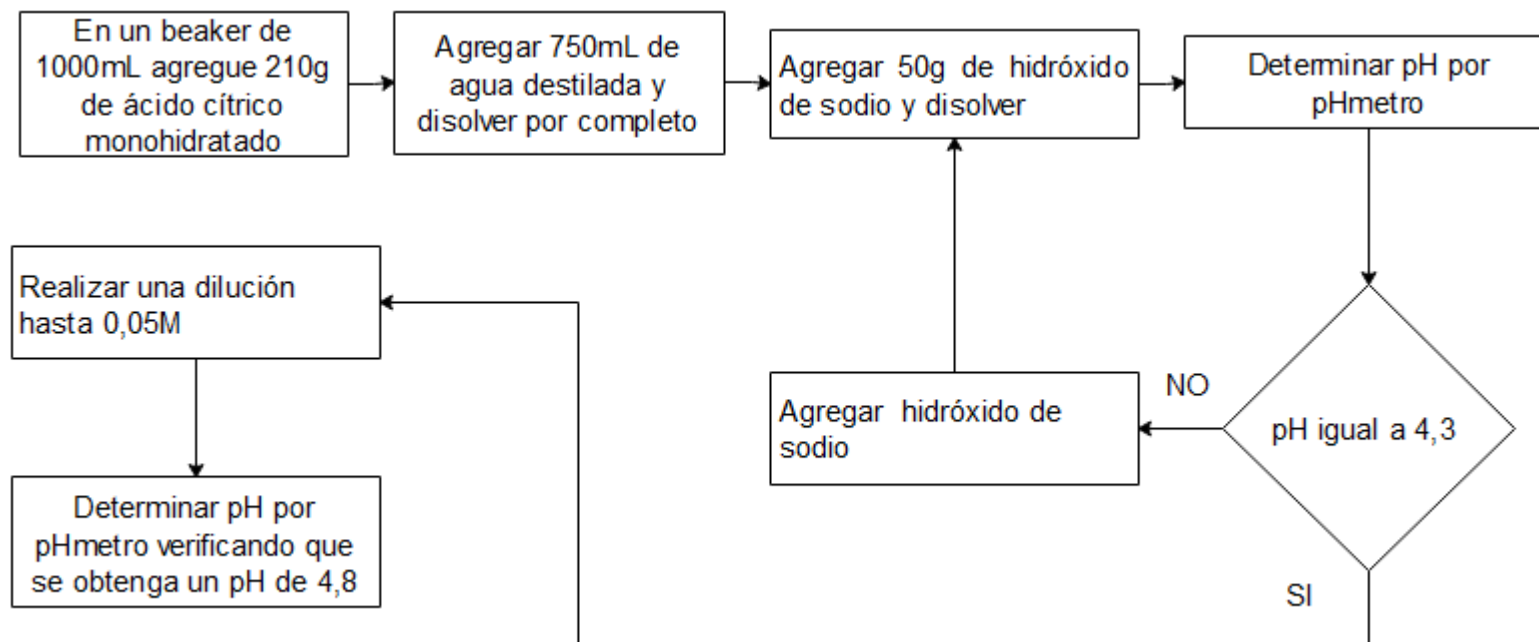 En un beaker de
1000mL agregue 210g
de ácido cítrico
monohidratado
Agregar 750mL de
agua destilada y
disolver por completo
Agregar 50g de hidróxido
de sodio y disolver
Determinar pH por
pHmetro
pH igual a 4,3
NO
Agregar hidróxido de
sodio
SI
Realizar una dilución
hasta 0,05M
Determinar pH por
pHmetro verificando que
se obtenga un pH de 4,8